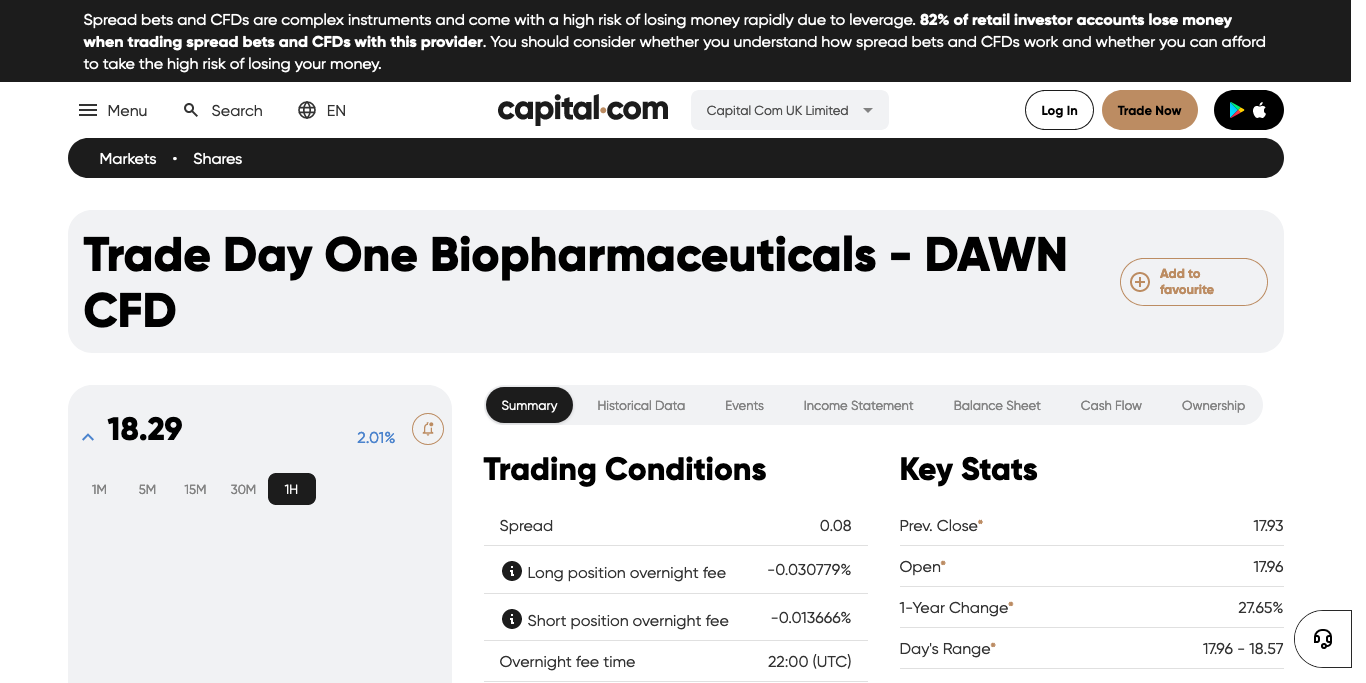 Spread bets and CFDs are complex instruments and come with a high risk of losing money rapidly due to leverage. 82% of retail investor accounts lose money
when trading spread bets and CFDs with this provider. You should consider whether you understand how spread bets and CFDs work and whether you can afford
to take the high risk of losing your money.
Menu Search EN capital.com Capital Com UK Limited Log In Trade Now
Markets • Shares
Trade Day One Biopharmaceuticals - DAWN
CFD
Add to
favourite
18.29 2.01%
1M 5M 15M 30M 1H
Summary Historical Data Events Income Statement Balance Sheet Cash Flow Ownership
Trading Conditions
Spread 0.08
Long position overnight fee -0.030779%
Short position overnight fee -0.013666%
Overnight fee time 22:00 (UTC)
Key Stats
Prev. Close* 17.93
Open* 17.96
1-Year Change* 27.65%
Day's Range* 17.96 - 18.57